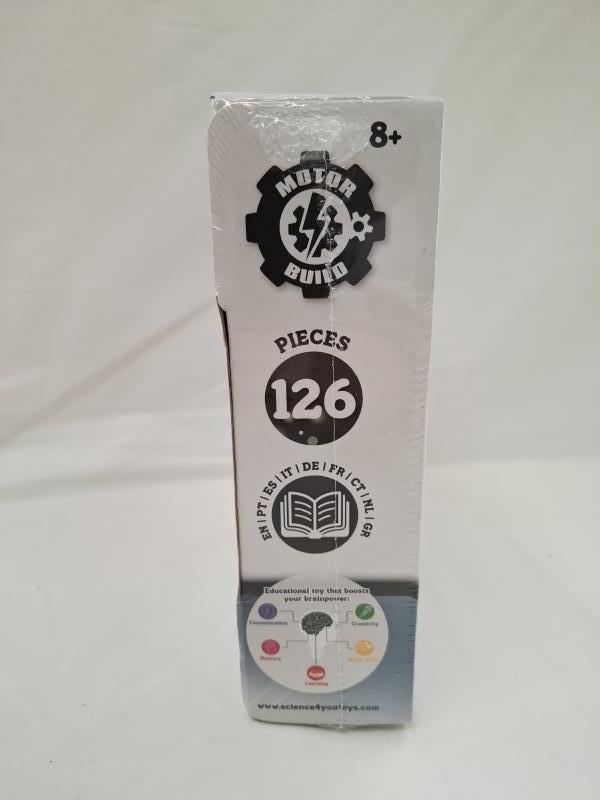 8+
MOTOR
BUILD
PIECES
126
EN | PT | ES | IT | DE | FR | CT | NL | GR
Educational toy that boosts
your brainpower:
Concentration
Creativity
Memory
Motor skills
Learning
www.science4youtoys.com